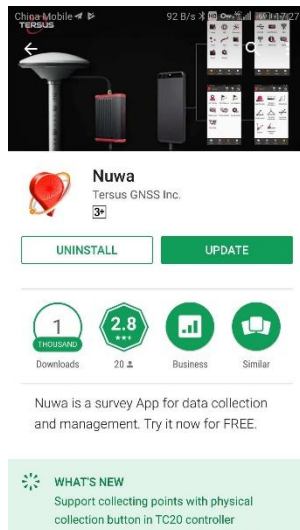 China Mobile
92 B/s
17:27
TERSUS
Nuwa
Tersus GNSS Inc.
3+
UNINSTALL
UPDATE
1
THOUSAND
Downloads
2.8
20
Business
Similar
Nuwa is a survey App for data collection
and management. Try it now for FREE.
WHAT'S NEW
Support collecting points with physical
collection button in TC20 controller